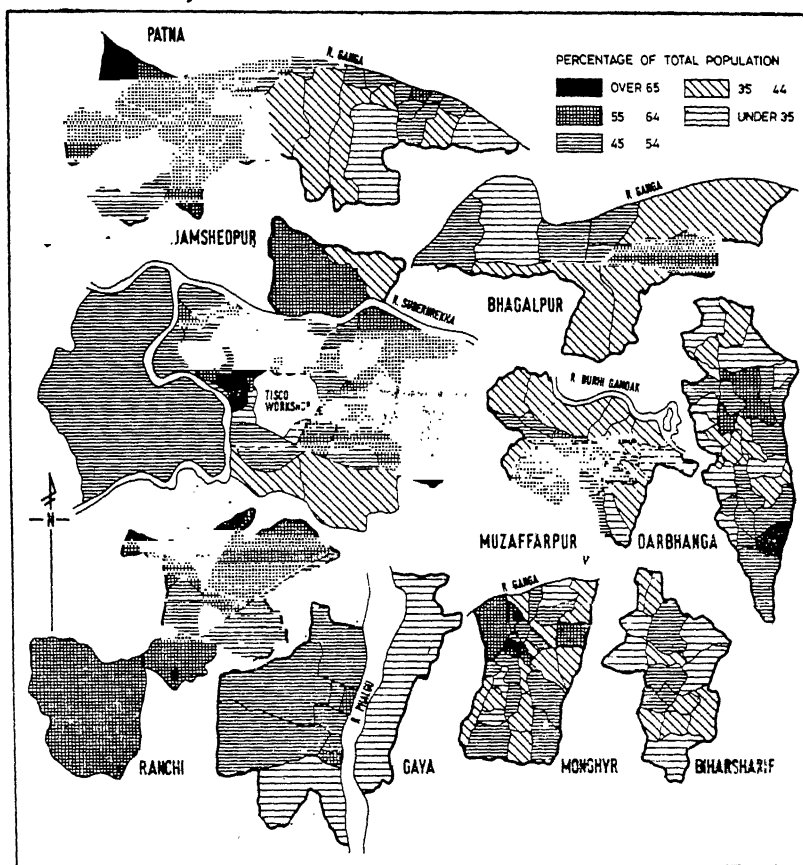 PATNA
R. GANGA
PERCENTAGE OF TOTAL POPULATION
OVER 65
35 44
55 64
UNDER 35
45 54
R. GANGA
JAMSHEDPUR
BHAGALPUR
TISCO
WORKSHOP
R. BURHI GANDAK
N
MUZAFFARPUR
DARBHANGA
R. GANGA
R. PHALGU
RANCHI
GAYA
MONGHYR
BIHARSHARIF